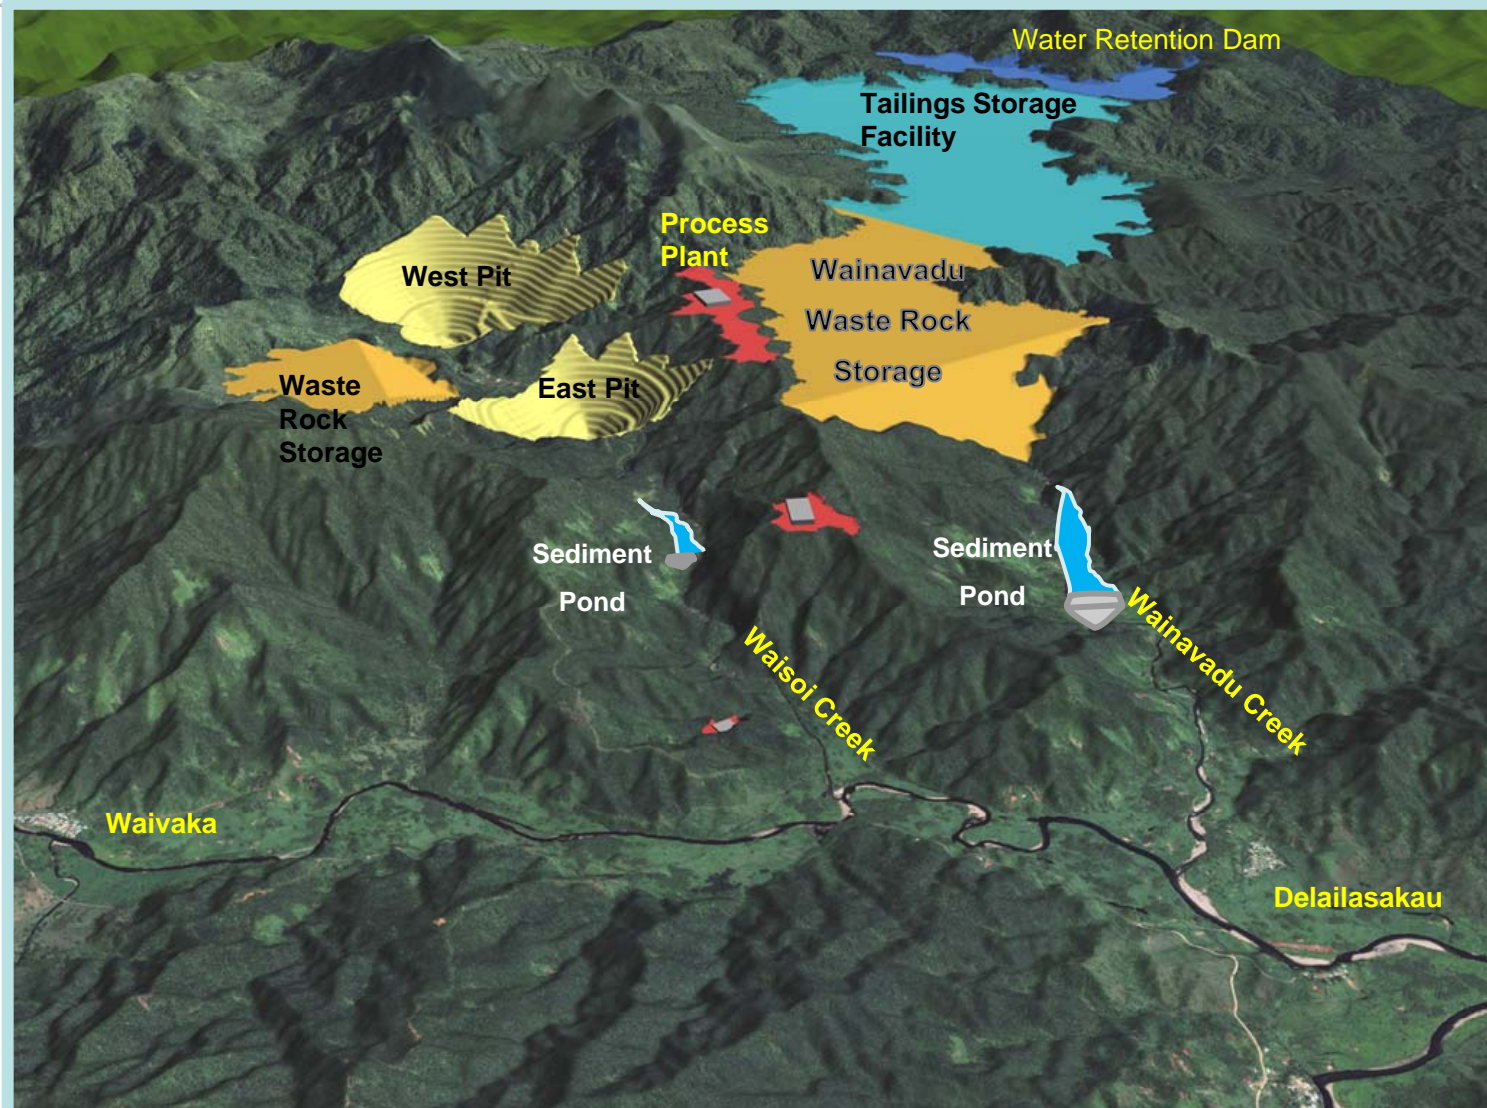 Water Retention Dam
Tailings Storage
Facility
Process
Plant
West Pit
Wainavadu
Waste Rock
Storage
East Pit
Waste
Rock
Storage
Sediment
Pond
Sediment
Pond
Wainavadu Creek
Waisoi Creek
Waivaka
Delailasakau